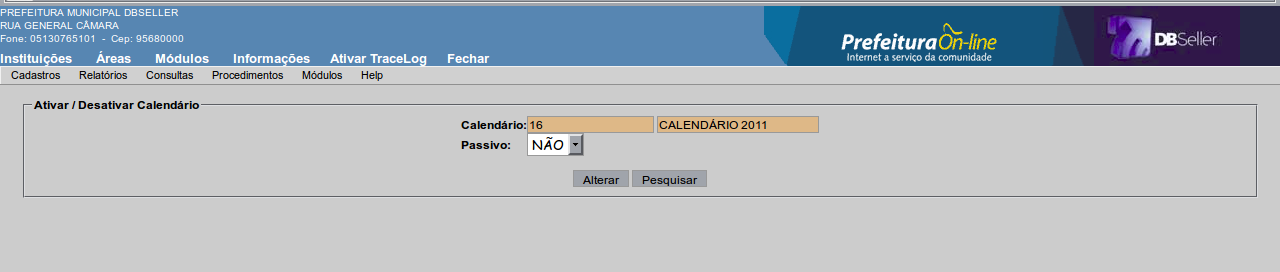 PREFEITURA MUNICIPAL DBSELLER
RUA GENERAL CÂMARA
Fone: 05130765101 - Cep: 95680000
Prefeitura On-line
Internet a serviço da comunidade
DBSeller
Instituições Áreas Módulos Informações Ativar TraceLog Fechar
Cadastros Relatórios Consultas Procedimentos Módulos Help
Ativar / Desativar Calendário
Calendário: 16 CALENDÁRIO 2011
Passivo: NÃO
Alterar Pesquisar